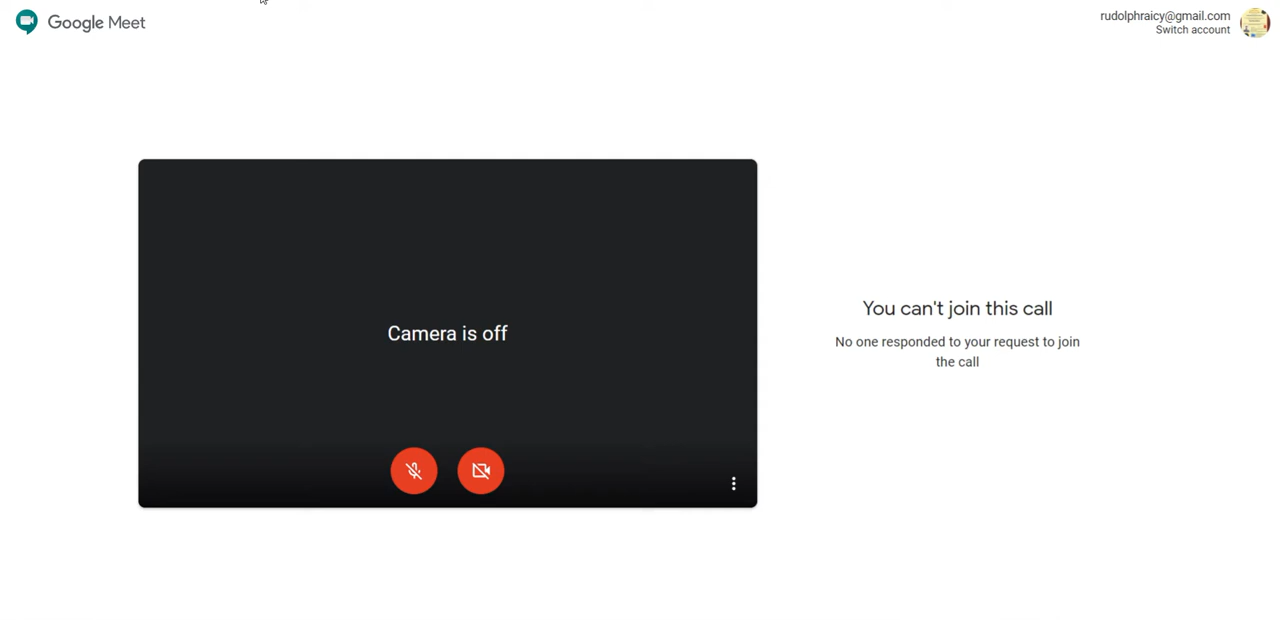 Google Meet
rudolphraicy@gmail.com
Switch account
Camera is off
You can't join this call
No one responded to your request to join
the call